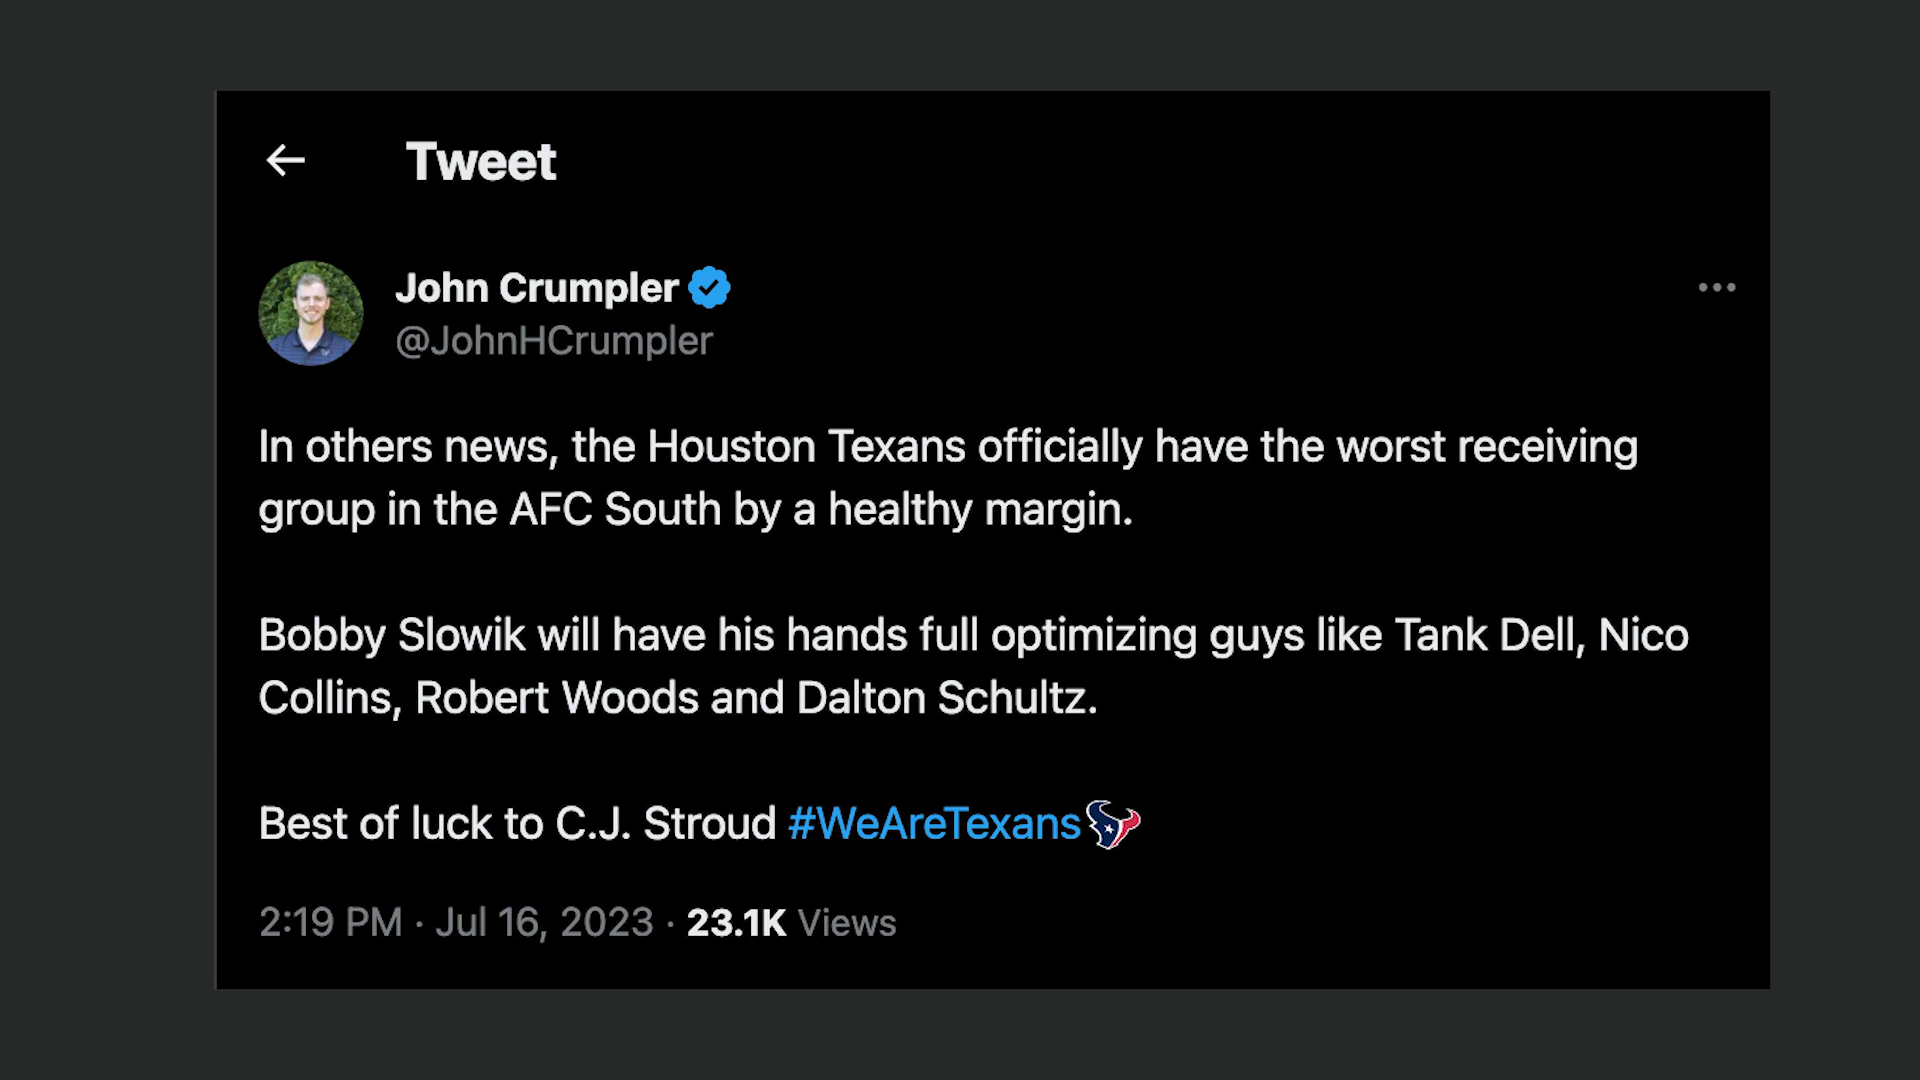 Tweet
John Crumpler
@JohnHCrumpler
In others news, the Houston Texans officially have the worst receiving
group in the AFC South by a healthy margin.
Bobby Slowik will have his hands full optimizing guys like Tank Dell, Nico
Collins, Robert Woods and Dalton Schultz.
Best of luck to C.J. Stroud #WeAreTexans
2:19 PM · Jul 16, 2023 · 23.1K Views